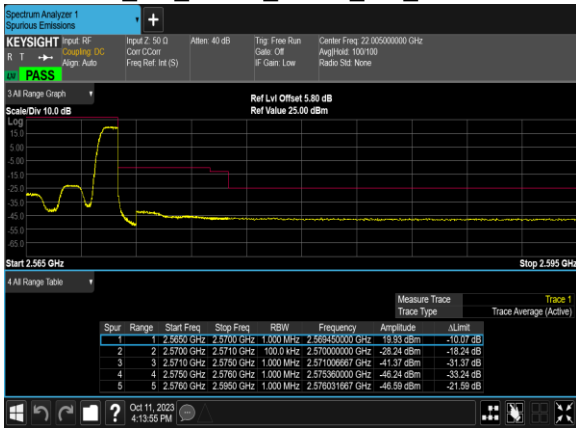 Spectrum Analyzer 1
Spurious Emissions
+
KEYSIGHT Input: RF Input Z: 50 Ω Atten: 40 dB Trig: Free Run Center Freq: 22.005000000 GHz
R T Coupling: DC Corr CCorr Gate: Off Avg|Hold: 100/100
Align: Auto Freq Ref: Int (S) IF Gain: Low Radio Std: None
PASS
3 All Range Graph
Ref Lvl Offset 5.80 dB
Scale/Div 10.0 dB Ref Value 25.00 dBm
Log
15.0
5.00
-5.00
-15.0
-25.0
-35.0
-45.0
-55.0
-65.0
Start 2.565 GHz Stop 2.595 GHz
4 All Range Table
Measure Trace Trace 1
Trace Type Trace Average (Active)
Spur Range Start Freq Stop Freq RBW Frequency Amplitude ΔLimit
1 1 2.5650 GHz 2.5700 GHz 1.000 MHz 2.569450000 GHz 19.93 dBm -10.07 dB
2 2 2.5700 GHz 2.5710 GHz 100.0 kHz 2.570000000 GHz -28.24 dBm -18.24 dB
3 3 2.5710 GHz 2.5750 GHz 1.000 MHz 2.571006667 GHz -41.37 dBm -31.37 dB
4 4 2.5750 GHz 2.5760 GHz 1.000 MHz 2.575360000 GHz -46.24 dBm -33.24 dB
5 5 2.5760 GHz 2.5950 GHz 1.000 MHz 2.576031667 GHz -46.59 dBm -21.59 dB
? Oct 11, 2023
4:13:55 PM